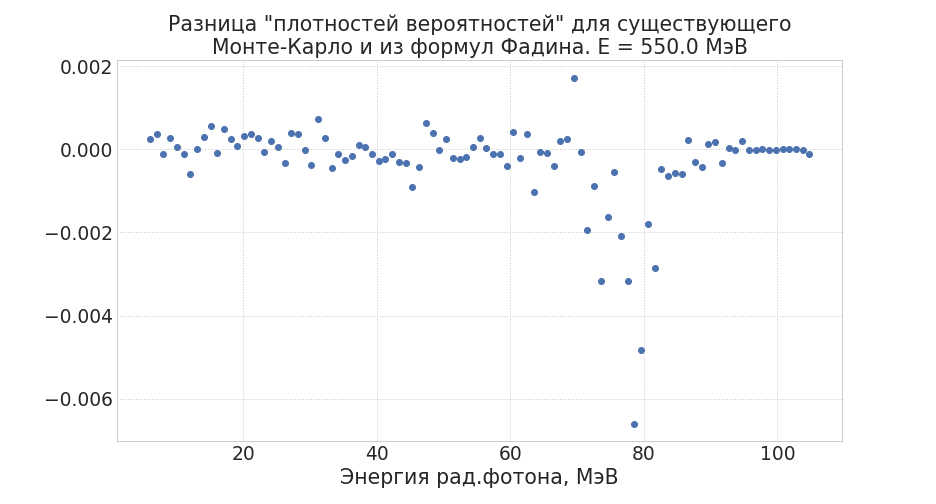 Разница "плотностей вероятностей" для существующего
Монте-Карло и из формул Фадина. E = 550.0 МэВ
0.002
0.000
−0.002
−0.004
−0.006
20 40 60 80 100
Энергия рад.фотона, МэВ